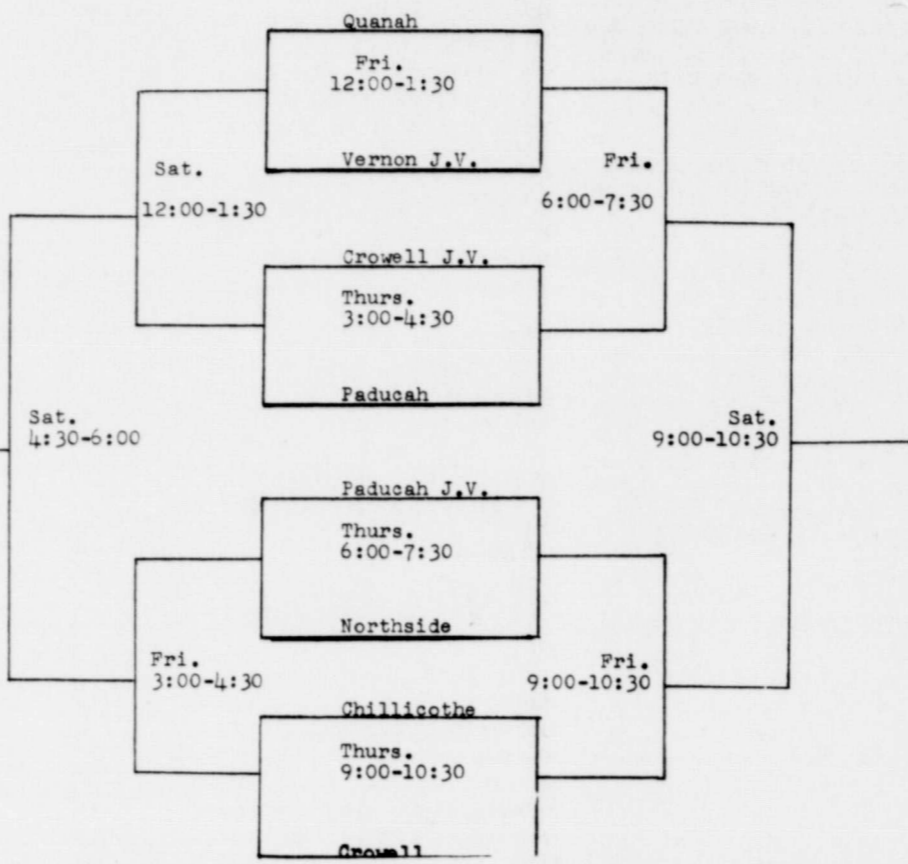 Quanah
Fri.
12:00-1:30
Vernon J.V.
Sat.
12:00-1:30
Fri.
6:00-7:30
Crowell J.V.
Thurs.
3:00-4:30
Paducah
Sat.
4:30-6:00
Sat.
9:00-10:30
Paducah J.V.
Thurs.
6:00-7:30
Northside
Fri.
3:00-4:30
Fri.
9:00-10:30
Chillicothe
Thurs.
9:00-10:30
Crowell